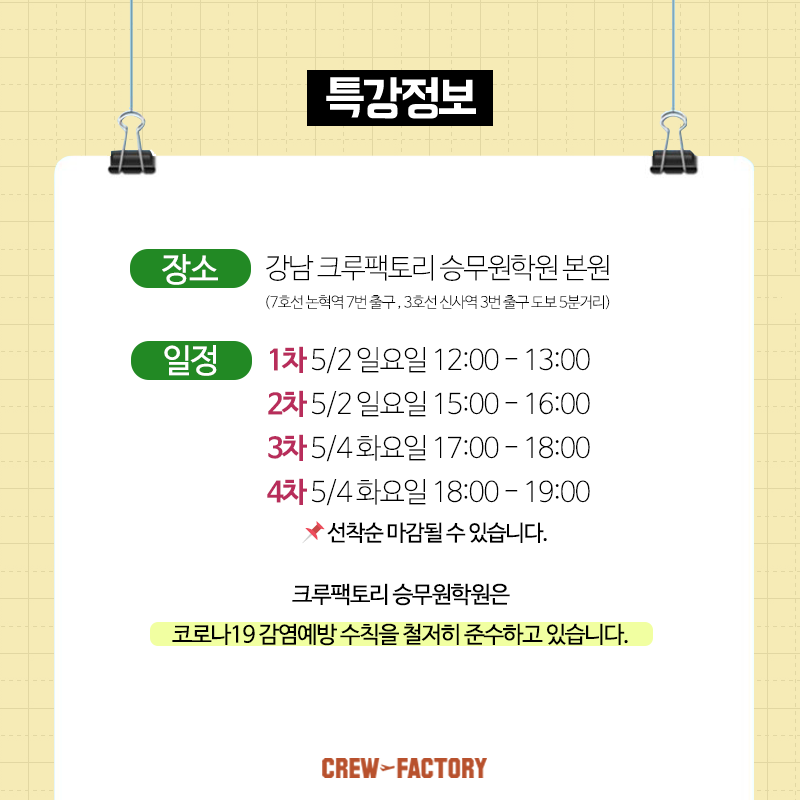 특강정보
장소 강남 크루팩토리 승무원학원 본원
(7호선 논혁역 7번 출구 , 3호선 신사역 3번 출구 도보 5분거리)
일정 1차 5/2 일요일 12:00 - 13:00
2차 5/2 일요일 15:00 - 16:00
3차 5/4 화요일 17:00 - 18:00
4차 5/4 화요일 18:00 - 19:00
선착순 마감될 수 있습니다.
크루팩토리 승무원학원은
코로나19 감염예방 수칙을 철저히 준수하고 있습니다.
CREW FACTORY